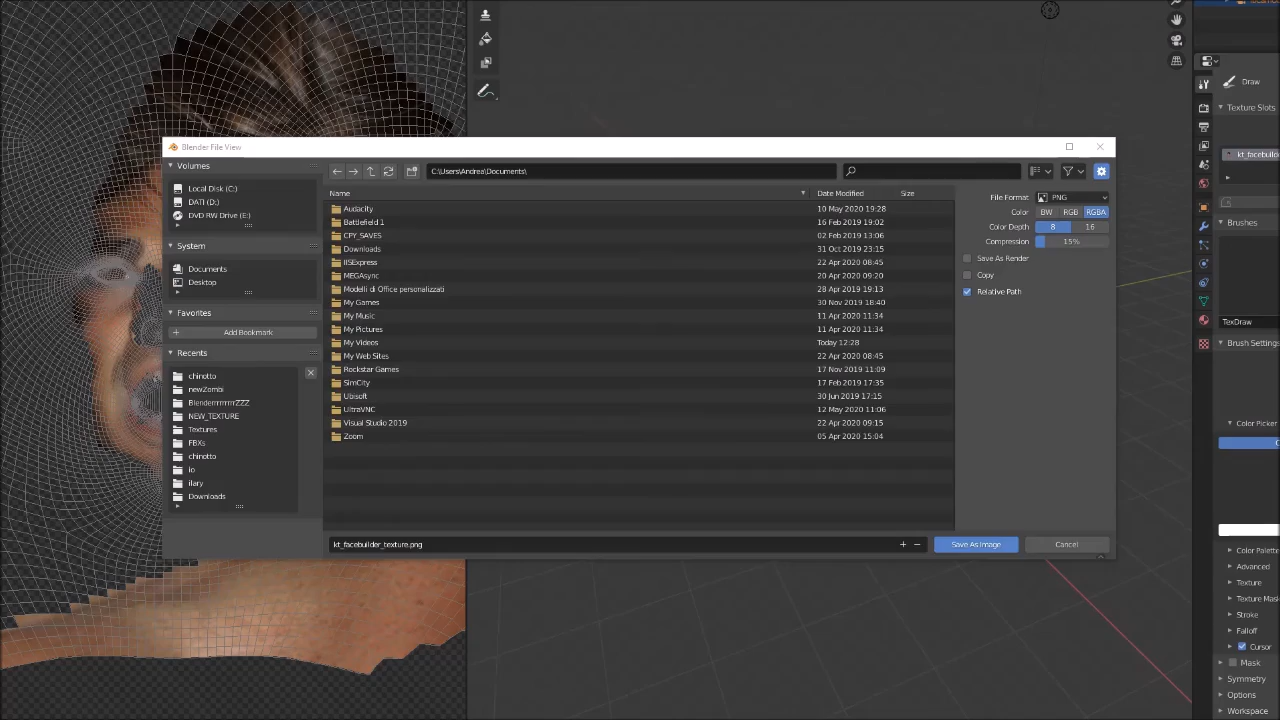 Draw
Texture Slots
Blender File View
Volumes
Local Disk (C:)
DATI (D:)
DVD RW Drive (E:)
System
Documents
Desktop
Favorites
Add Bookmark
Recents
chinotto
newZombi
BlenderrrrrrrZZZ
NEW_TEXTURE
Textures
FBXs
chinotto
io
ilary
Downloads
C:\Users\Andrea\Documents\
Name Date Modified Size
Audacity 10 May 2020 19:28
Battlefield 1 16 Feb 2019 19:02
CPY_SAVES 02 Feb 2019 13:06
Downloads 31 Oct 2019 23:15
IISExpress 22 Apr 2020 08:45
MEGAsync 20 Apr 2020 09:20
Modelli di Office personalizzati 28 Apr 2019 19:13
My Games 30 Nov 2019 18:40
My Music 11 Apr 2020 11:34
My Pictures 11 Apr 2020 11:34
My Videos Today 12:28
My Web Sites 22 Apr 2020 08:45
Rockstar Games 17 Nov 2019 11:09
SimCity 17 Feb 2019 17:35
Ubisoft 30 Jun 2019 17:15
UltraVNC 12 May 2020 11:06
Visual Studio 2019 22 Apr 2020 09:15
Zoom 05 Apr 2020 15:04
File Format PNG
Color BW RGB RGBA
Color Depth 8 16
Compression 15%
Save As Render
Copy
Relative Path
kt_facebuilder_texture.png
Save As Image Cancel
kt_facebuilder
Brushes
TexDraw
Brush Settings
Color Picker
Color Palette
Advanced
Texture
Texture Mask
Stroke
Falloff
Cursor
Mask
Symmetry
Options
Workspace